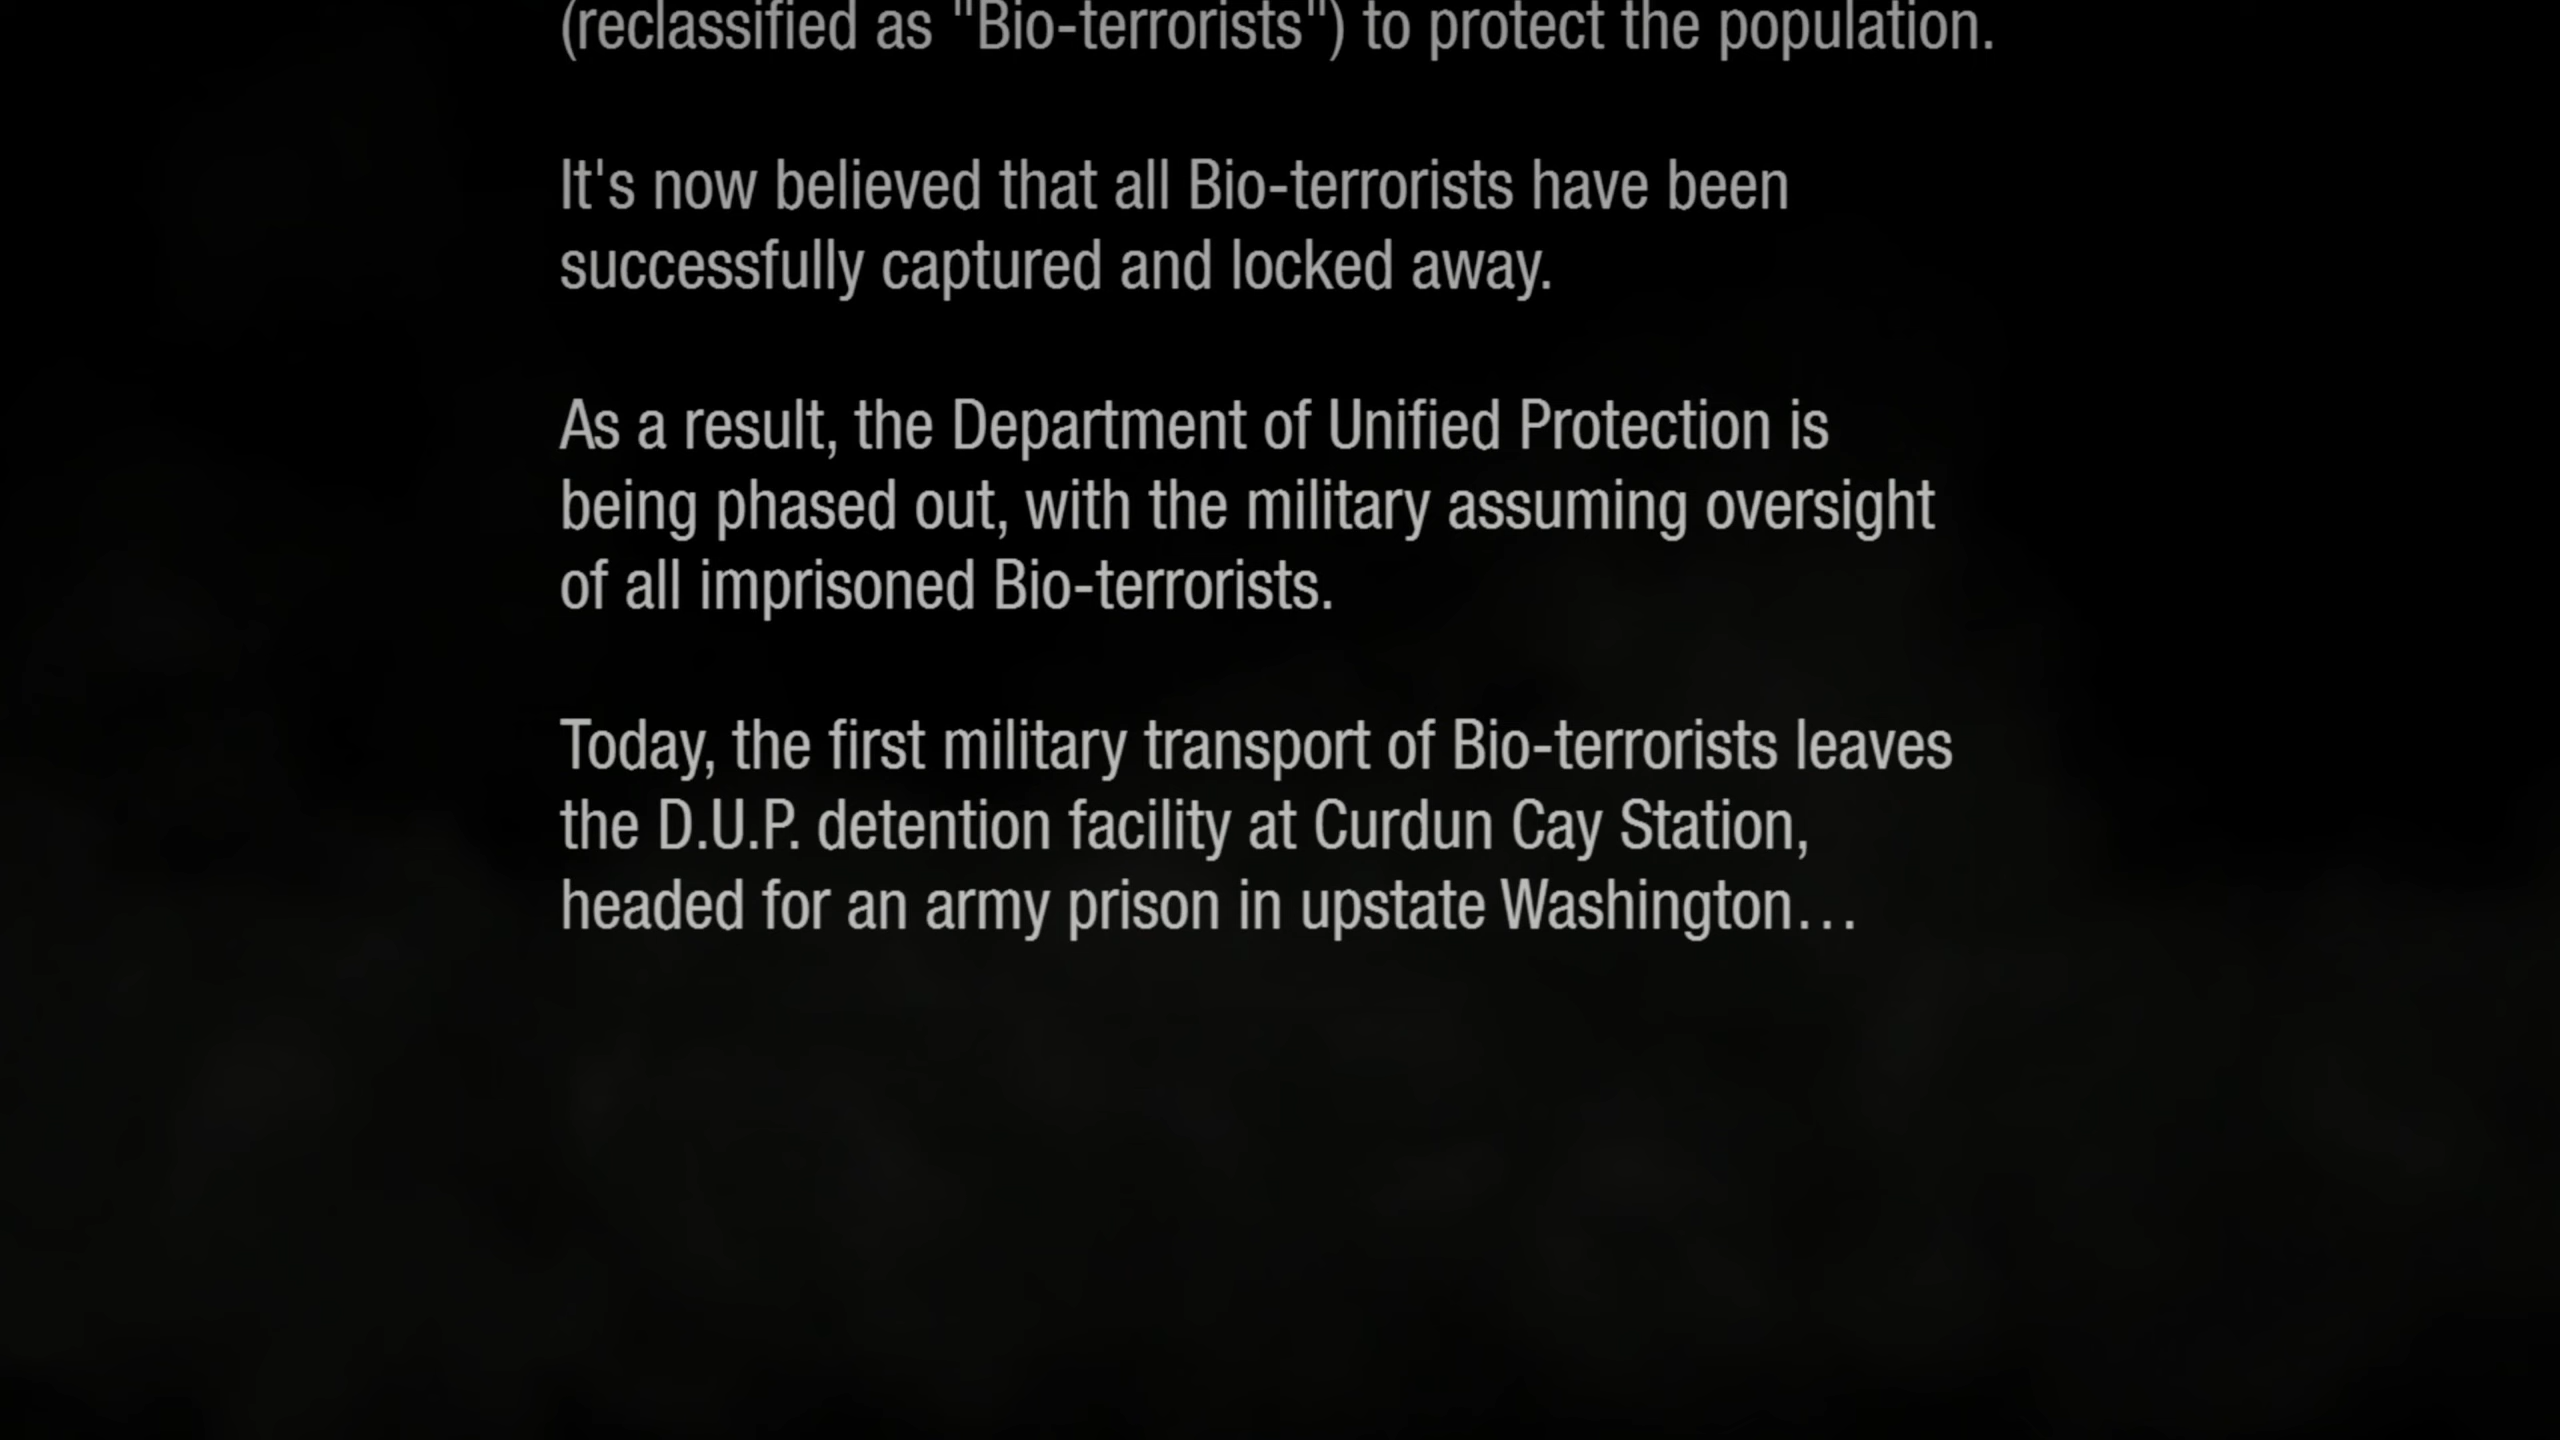 (reclassified as "Bio-terrorists") to protect the population.
It's now believed that all Bio-terrorists have been
successfully captured and locked away.
As a result, the Department of Unified Protection is
being phased out, with the military assuming oversight
of all imprisoned Bio-terrorists.
Today, the first military transport of Bio-terrorists leaves
the D.U.P. detention facility at Curdun Cay Station,
headed for an army prison in upstate Washington…